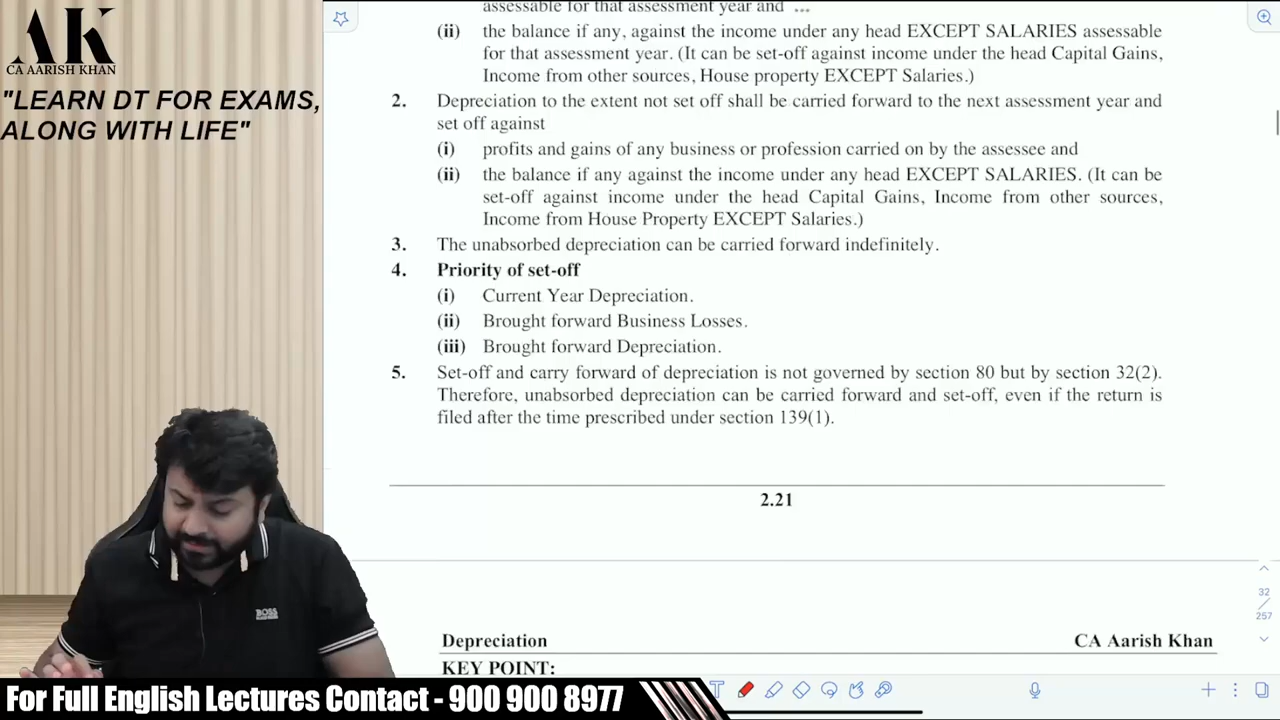 AK
CA AARISH KHAN
"LEARN DT FOR EXAMS,
ALONG WITH LIFE"
assessable for that assessment year and ...
(ii) the balance if any, against the income under any head EXCEPT SALARIES assessable
for that assessment year. (It can be set-off against income under the head Capital Gains,
Income from other sources, House property EXCEPT Salaries.)
2. Depreciation to the extent not set off shall be carried forward to the next assessment year and
set off against
(i) profits and gains of any business or profession carried on by the assessee and
(ii) the balance if any against the income under any head EXCEPT SALARIES. (It can be
set-off against income under the head Capital Gains, Income from other sources,
Income from House Property EXCEPT Salaries.)
3. The unabsorbed depreciation can be carried forward indefinitely.
4. Priority of set-off
(i) Current Year Depreciation.
(ii) Brought forward Business Losses.
(iii) Brought forward Depreciation.
5. Set-off and carry forward of depreciation is not governed by section 80 but by section 32(2).
Therefore, unabsorbed depreciation can be carried forward and set-off, even if the return is
filed after the time prescribed under section 139(1).
2.21
32
257
Depreciation CA Aarish Khan
KEY POINT:
BOSS
For Full English Lectures Contact - 900 900 8977